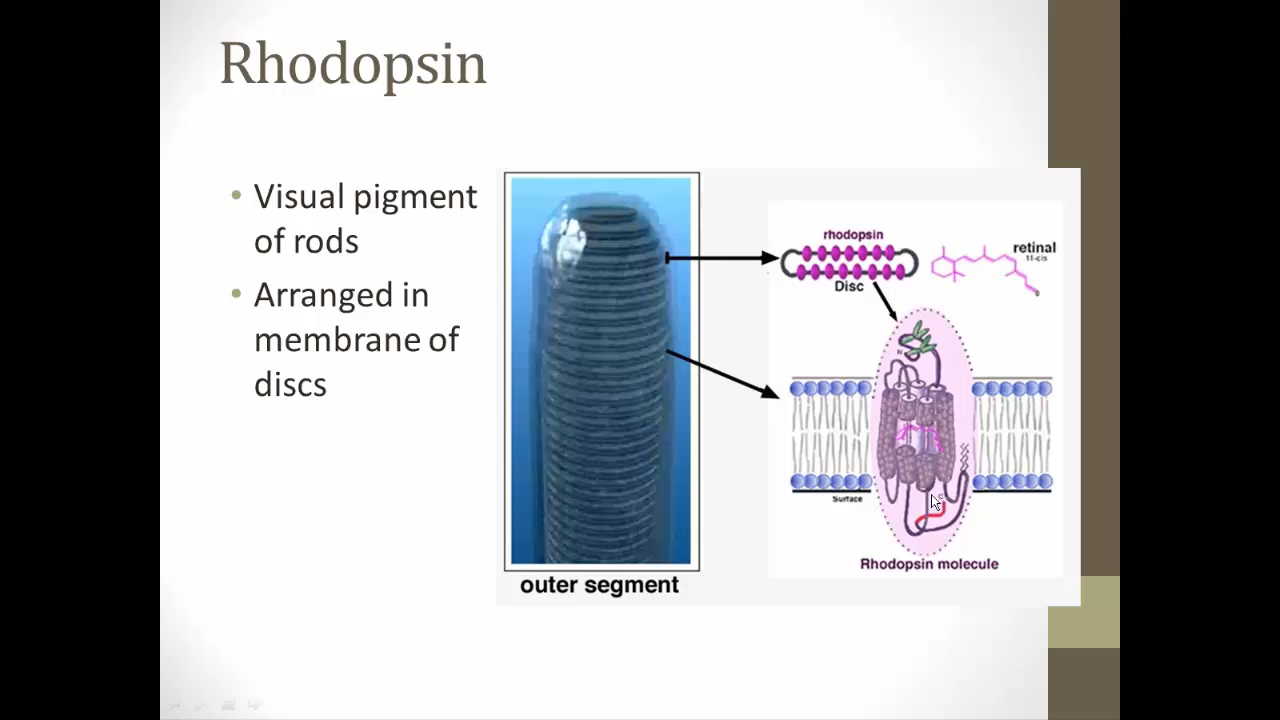 Rhodopsin
• Visual pigment
of rods
• Arranged in
membrane of
discs
rhodopsin
Disc
retinal
11-cis
N
C
Surface
Rhodopsin molecule
outer segment